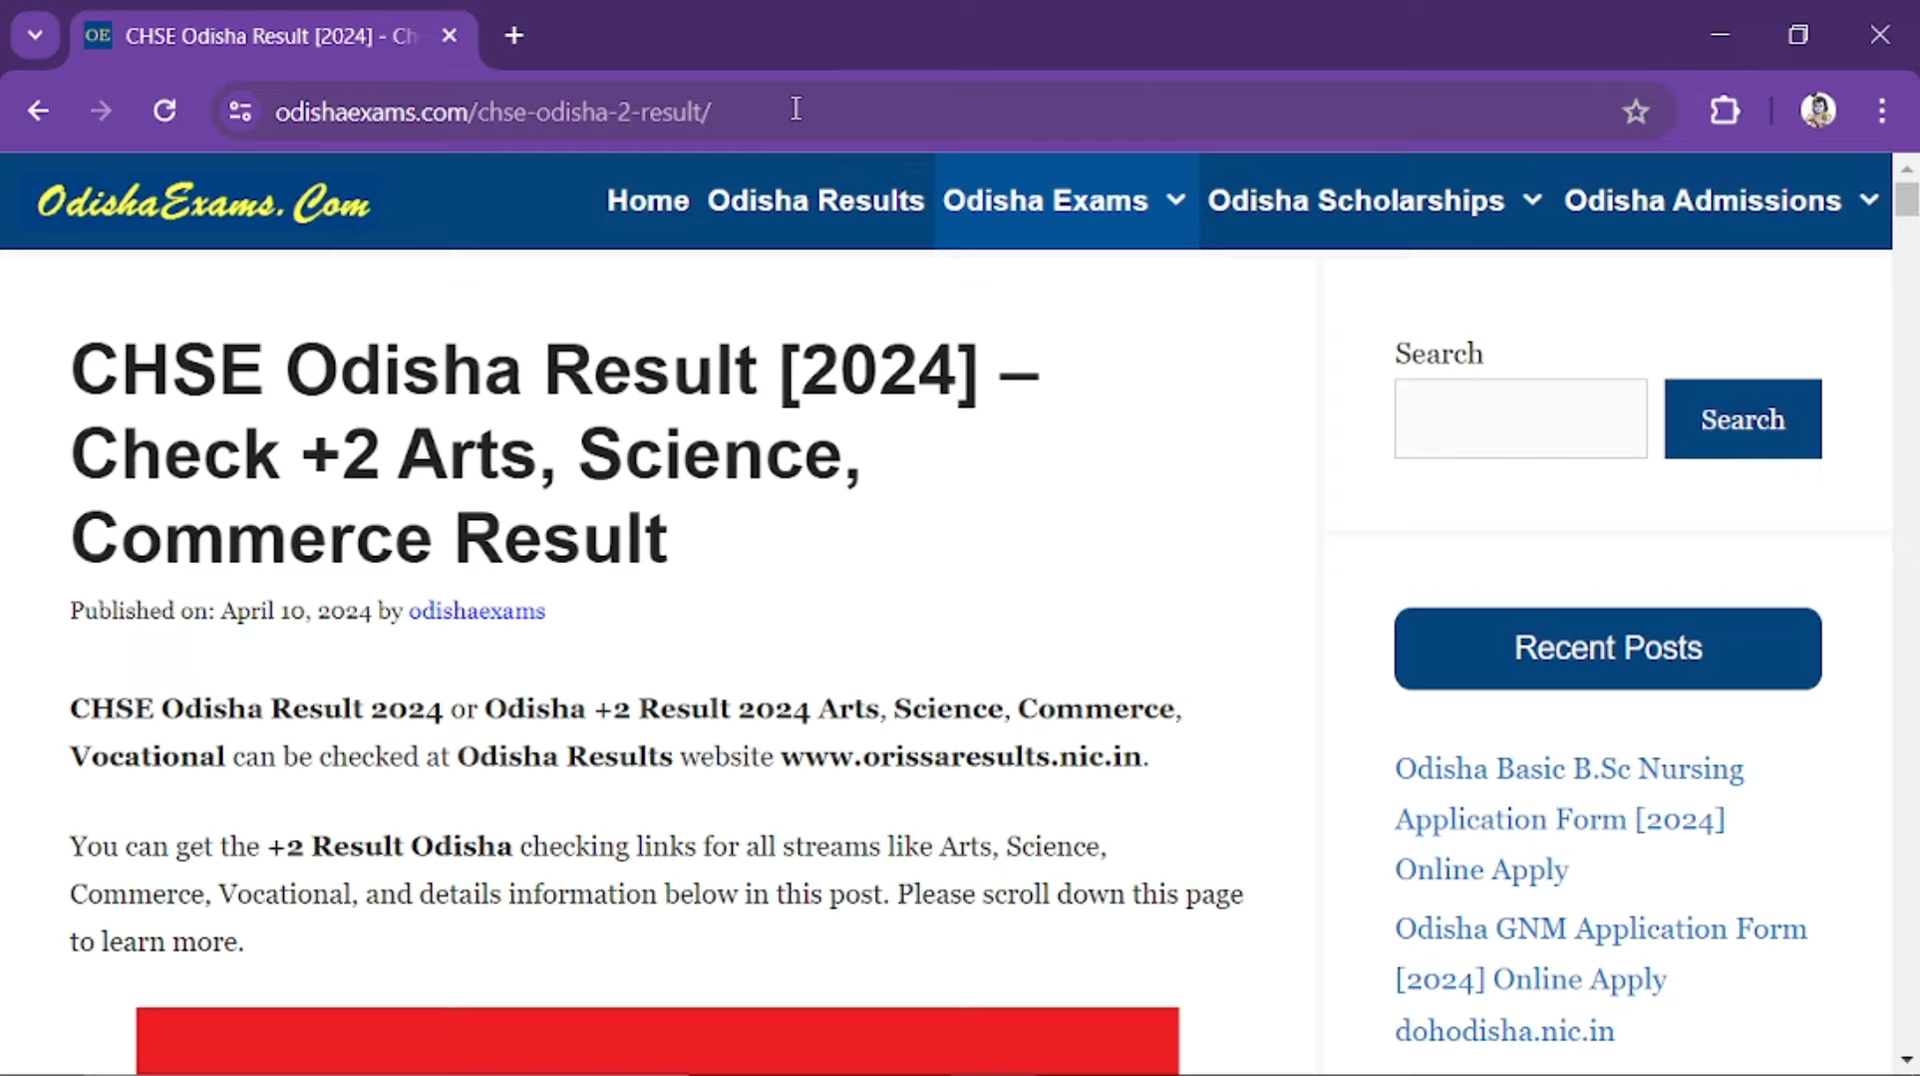 OE CHSE Odisha Result [2024] - Ch
odishaexams.com/chse-odisha-2-result/
OdishaExams.Com
Home Odisha Results Odisha Exams Odisha Scholarships Odisha Admissions
CHSE Odisha Result [2024] –
Check +2 Arts, Science,
Commerce Result
Published on: April 10, 2024 by odishaexams
CHSE Odisha Result 2024 or Odisha +2 Result 2024 Arts, Science, Commerce,
Vocational can be checked at Odisha Results website www.orissaresults.nic.in.
You can get the +2 Result Odisha checking links for all streams like Arts, Science,
Commerce, Vocational, and details information below in this post. Please scroll down this page
to learn more.
Search
Search
Recent Posts
Odisha Basic B.Sc Nursing
Application Form [2024]
Online Apply
Odisha GNM Application Form
[2024] Online Apply
dohodisha.nic.in